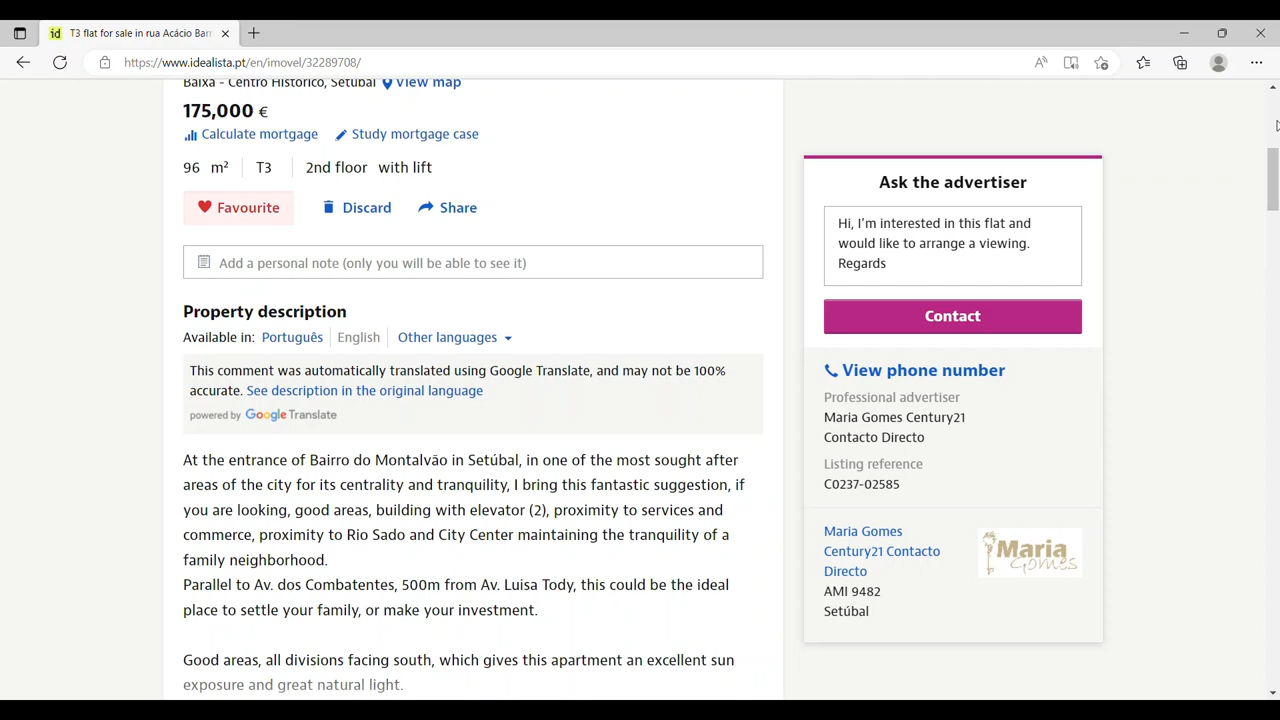 T3 flat for sale in rua Acácio Barr
https://www.idealista.pt/en/imovel/32289708/
Baixa - Centro Histórico, Setúbal View map
175,000 €
Calculate mortgage Study mortgage case
96 m² T3 2nd floor with lift
Favourite Discard Share
Add a personal note (only you will be able to see it)
Property description
Available in: Português English Other languages
This comment was automatically translated using Google Translate, and may not be 100%
accurate. See description in the original language
powered by Google Translate
At the entrance of Bairro do Montalvão in Setúbal, in one of the most sought after
areas of the city for its centrality and tranquility, I bring this fantastic suggestion, if
you are looking, good areas, building with elevator (2), proximity to services and
commerce, proximity to Rio Sado and City Center maintaining the tranquility of a
family neighborhood.
Parallel to Av. dos Combatentes, 500m from Av. Luisa Tody, this could be the ideal
place to settle your family, or make your investment.
Good areas, all divisions facing south, which gives this apartment an excellent sun
exposure and great natural light.
Ask the advertiser
Hi, I'm interested in this flat and
would like to arrange a viewing.
Regards
Contact
View phone number
Professional advertiser
Maria Gomes Century21
Contacto Directo
Listing reference
C0237-02585
Maria Gomes
Century21 Contacto
Directo
AMI 9482
Setúbal
Maria
Gomes